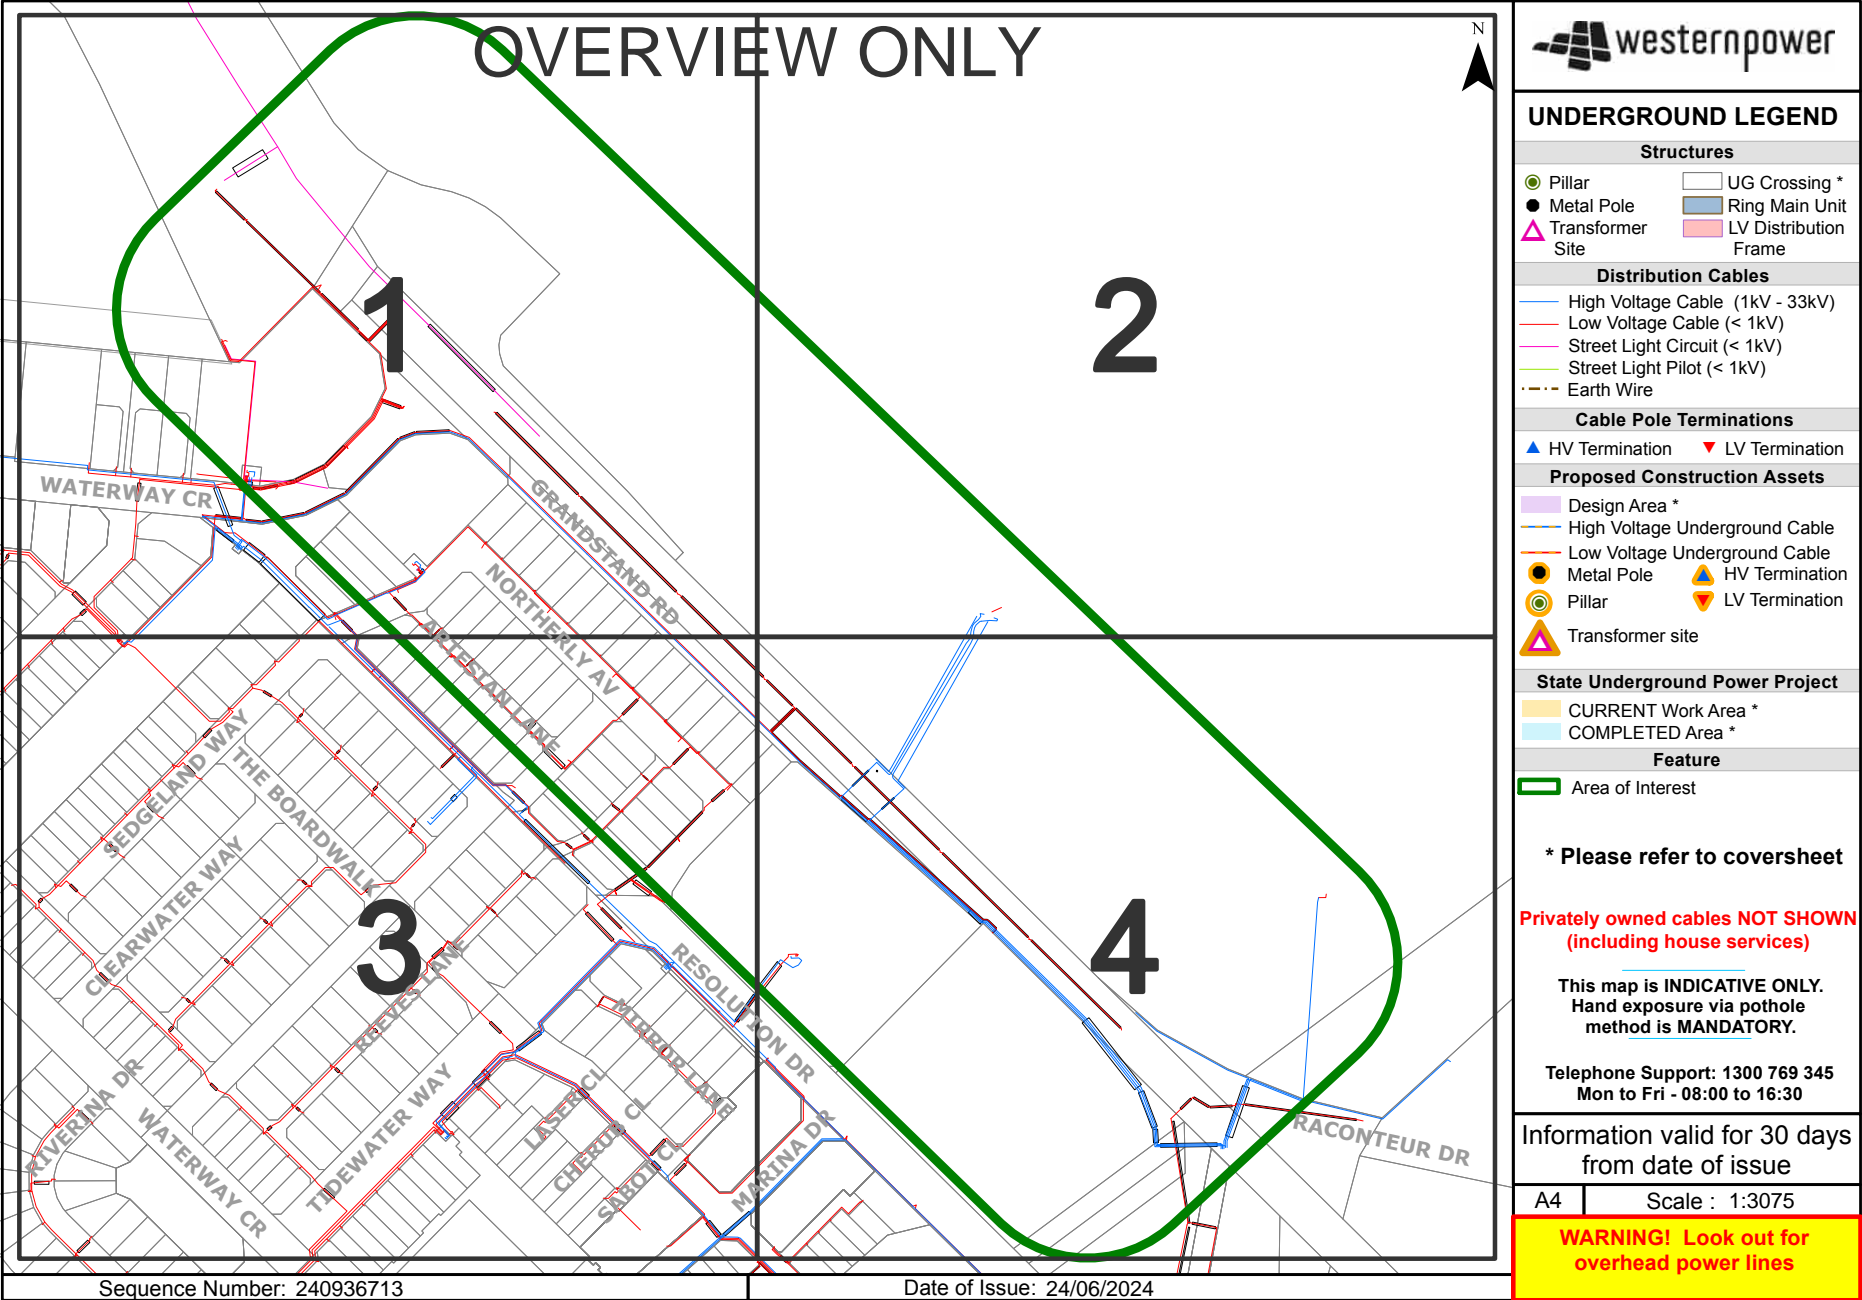 OVERVIEW ONLY
N
1
2
3
4
WATERWAY CR
GRANDSTAND RD
NORTHERLY AV
ARTESIAN LANE
SEDGELAND WAY
THE BOARDWALK
CLEARWATER WAY
REEVES LANE
RESOLUTION DR
MIRROR LANE
RIVERINA DR
WATERWAY CR
TIDEWATER WAY
LASER CL
CHERUB CL
SABOT CL
MARINA DR
RACONTEUR DR
westernpower
UNDERGROUND LEGEND
Structures
Pillar
UG Crossing *
Metal Pole
Ring Main Unit
Transformer
Site
LV Distribution
Frame
Distribution Cables
High Voltage Cable (1kV - 33kV)
Low Voltage Cable (< 1kV)
Street Light Circuit (< 1kV)
Street Light Pilot (< 1kV)
Earth Wire
Cable Pole Terminations
HV Termination
LV Termination
Proposed Construction Assets
Design Area *
High Voltage Underground Cable
Low Voltage Underground Cable
Metal Pole
HV Termination
Pillar
LV Termination
Transformer site
State Underground Power Project
CURRENT Work Area *
COMPLETED Area *
Feature
Area of Interest
* Please refer to coversheet
Privately owned cables NOT SHOWN
(including house services)
This map is INDICATIVE ONLY.
Hand exposure via pothole
method is MANDATORY.
Telephone Support: 1300 769 345
Mon to Fri - 08:00 to 16:30
Information valid for 30 days
from date of issue
A4
Scale : 1:3075
WARNING! Look out for
overhead power lines
Sequence Number: 240936713
Date of Issue: 24/06/2024